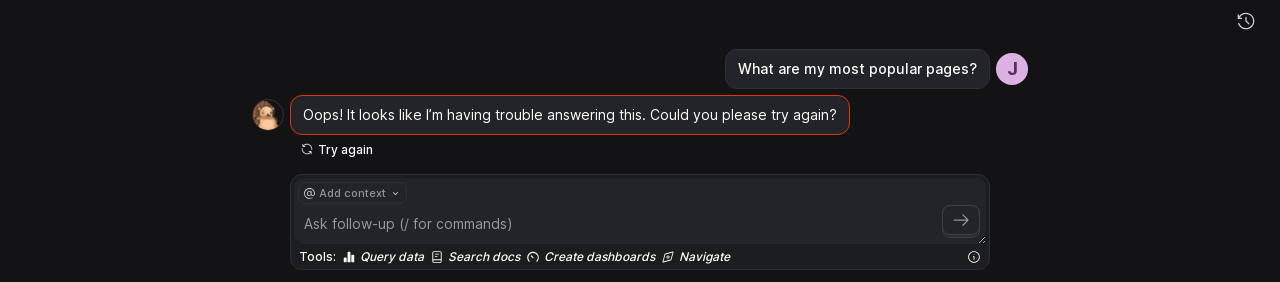 What are my most popular pages?
J
Oops! It looks like I’m having trouble answering this. Could you please try again?
Try again
@ Add context
Ask follow-up (/ for commands)
Tools: Query data Search docs Create dashboards Navigate